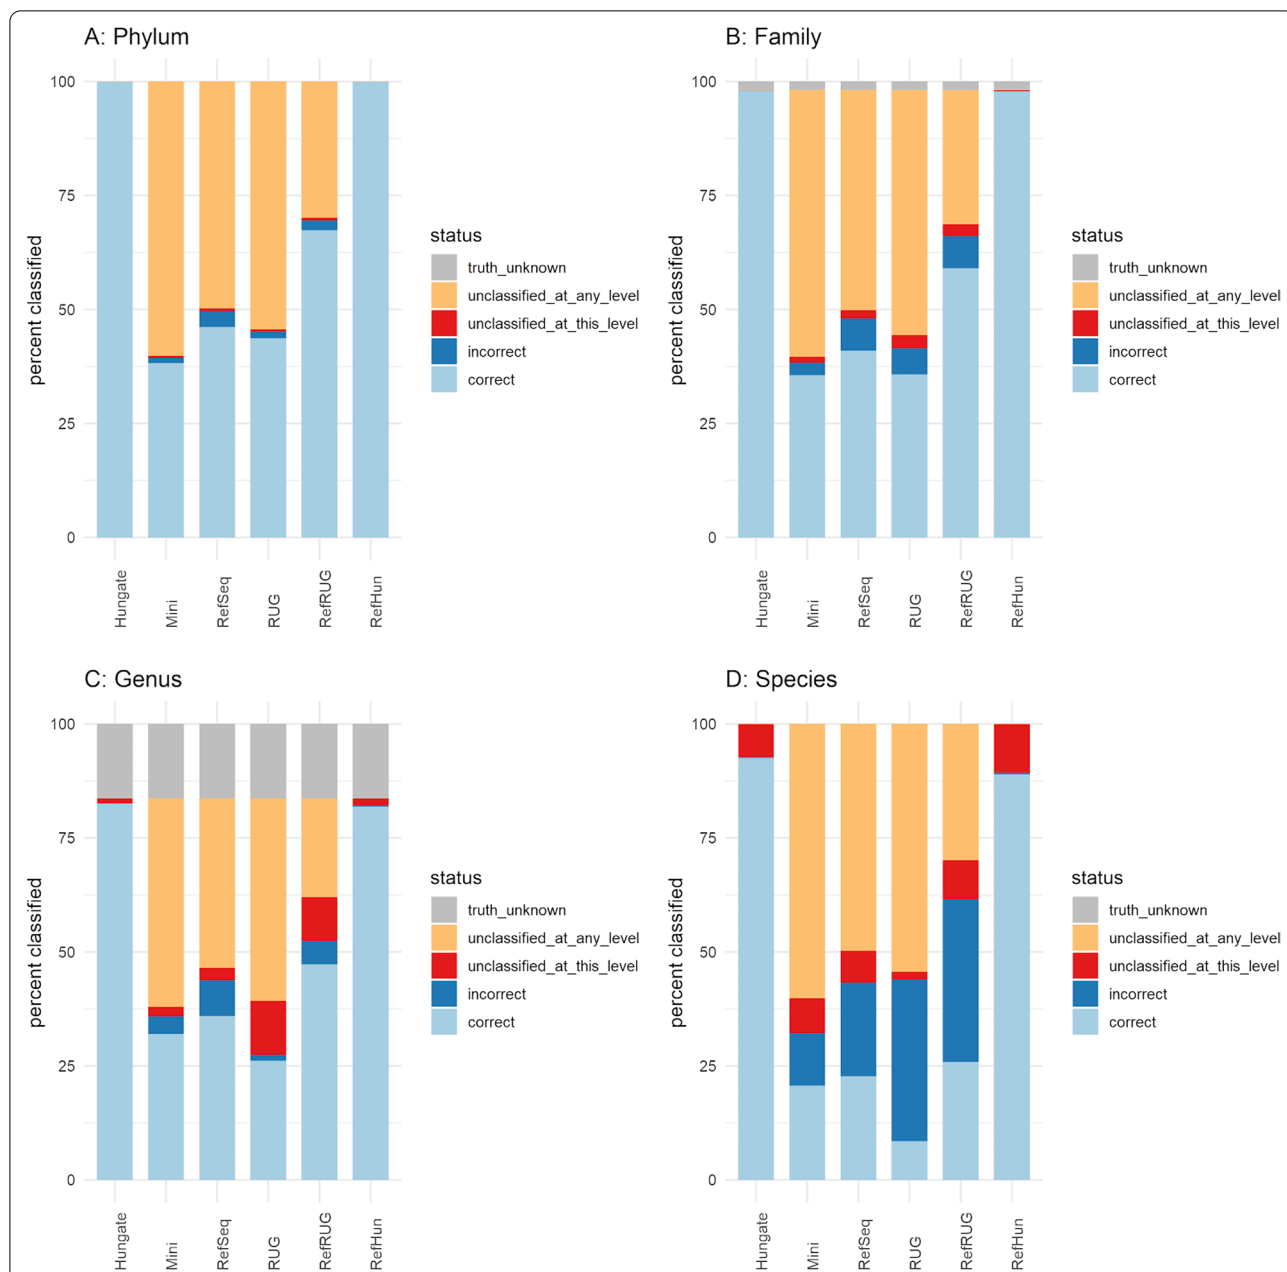 A: Phylum
100
75
50
25
0
percent classified
Hungate
Mini
RefSeq
RUG
RefRUG
RefHun
status
truth_unknown
unclassified_at_any_level
unclassified_at_this_level
incorrect
correct
B: Family
100
75
50
25
0
percent classified
Hungate
Mini
RefSeq
RUG
RefRUG
RefHun
status
truth_unknown
unclassified_at_any_level
unclassified_at_this_level
incorrect
correct
C: Genus
100
75
50
25
0
percent classified
Hungate
Mini
RefSeq
RUG
RefRUG
RefHun
status
truth_unknown
unclassified_at_any_level
unclassified_at_this_level
incorrect
correct
D: Species
100
75
50
25
0
percent classified
Hungate
Mini
RefSeq
RUG
RefRUG
RefHun
status
truth_unknown
unclassified_at_any_level
unclassified_at_this_level
incorrect
correct